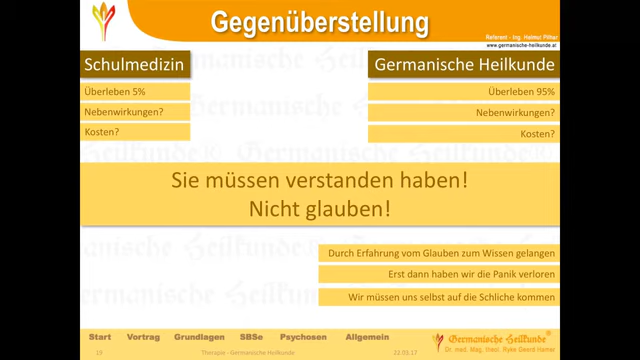 Gegenüberstellung
Referent - Ing. Helmut Pilhar
www.germanische-heilkunde.at
Schulmedizin
Germanische Heilkunde
Überleben 5%
Überleben 95%
Nebenwirkungen?
Nebenwirkungen?
Kosten?
Kosten?
Sie müssen verstanden haben!
Nicht glauben!
Durch Erfahrung vom Glauben zum Wissen gelangen
Erst dann haben wir die Panik verloren
Wir müssen uns selbst auf die Schliche kommen
Start Vortrag Grundlagen SBSe Psychosen Allgemein
Germanische Heilkunde®
Dr. med. Mag. theol. Ryke Geerd Hamer
19 Therapie - Germanische Heilkunde 22.03.17